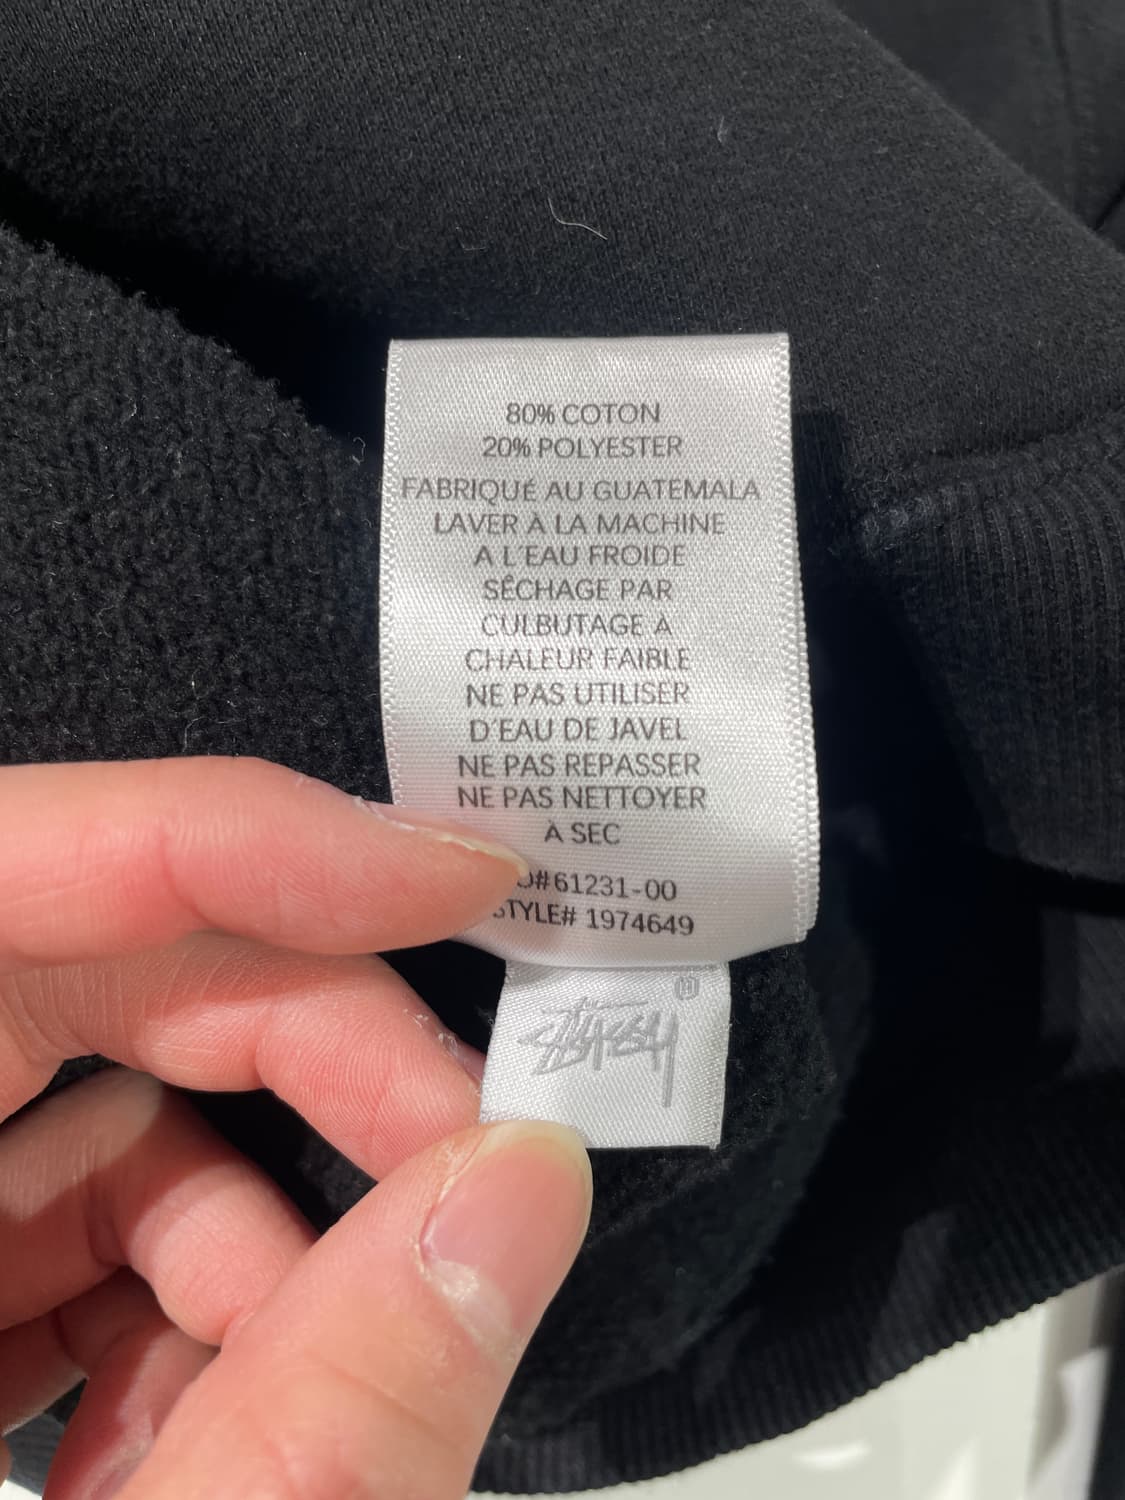 80% COTON
20% POLYESTER
FABRIQUÉ AU GUATEMALA
LAVER À LA MACHINE
A L'EAU FROIDE
SÉCHAGE PAR
CULBUTAGE À
CHALEUR FAIBLE
NE PAS UTILISER
D'EAU DE JAVEL
NE PAS REPASSER
NE PAS NETTOYER
À SEC
#61231-00
STYLE# 1974649
STÜSSY